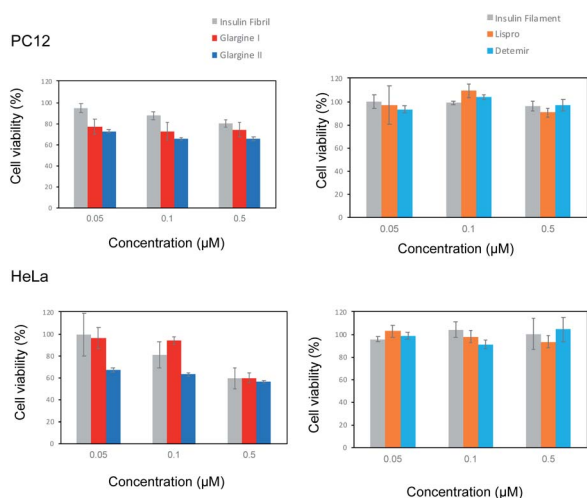 PC12
Insulin Fibril
Glargine I
Glargine II
Insulin Filament
Lispro
Detemir
Cell viability (%)
120
100
80
60
40
20
0
0.05
0.1
0.5
Concentration (μM)
Cell viability (%)
120
100
80
60
40
20
0
0.05
0.1
0.5
Concentration (μM)
HeLa
Cell viability (%)
120
100
80
60
40
20
0
0.05
0.1
0.5
Concentration (μM)
Cell viability (%)
120
100
80
60
40
20
0
0.05
0.1
0.5
Concentration (μM)